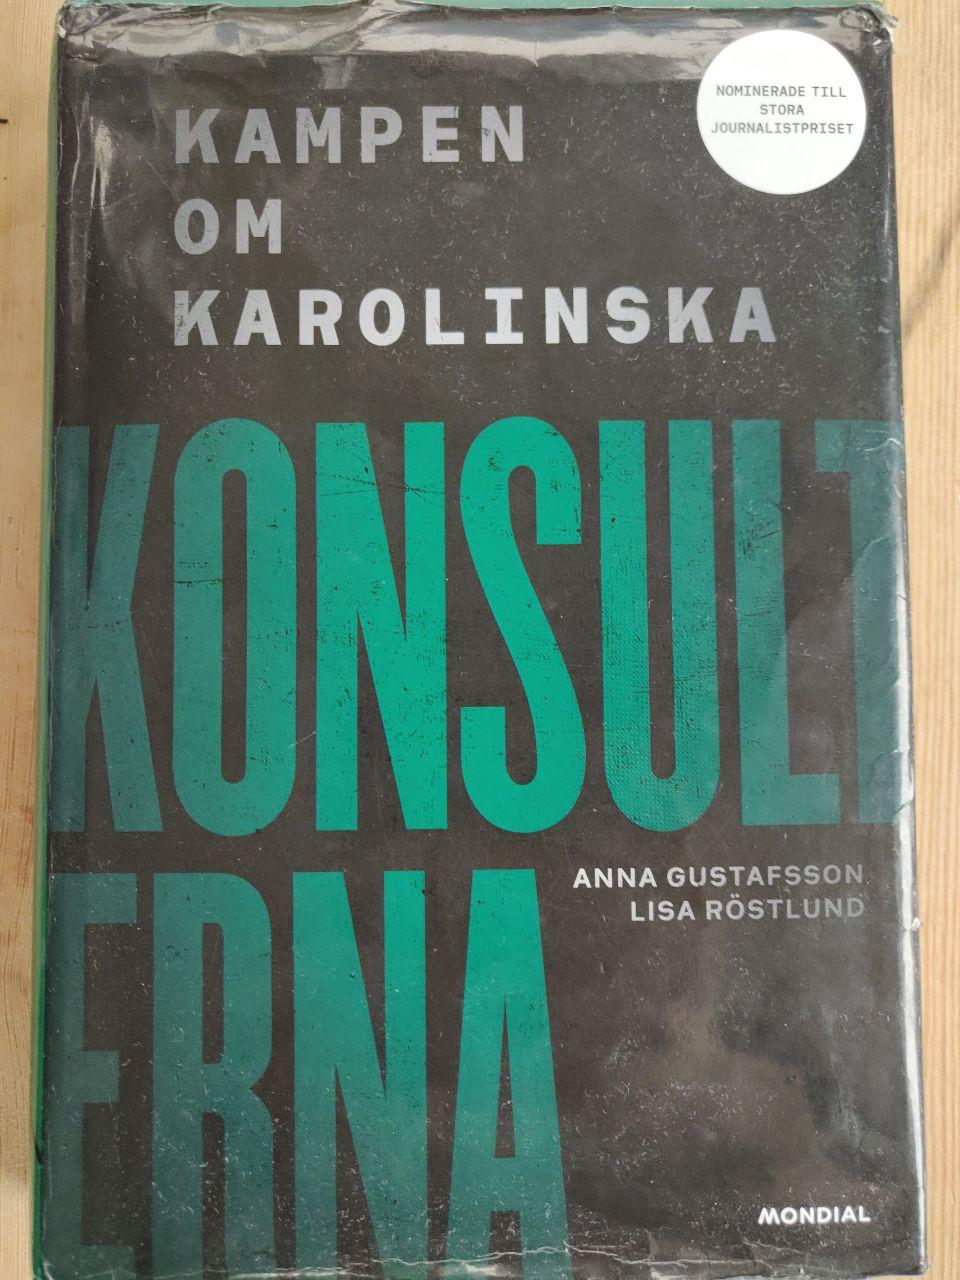 NOMINERADE TILL
STORA
JOURNALISTPRISET
KAMPEN
OM
KAROLINSKA
KONSULT
ERNA
ANNA GUSTAFSSON
LISA RÖSTLUND
MONDIAL